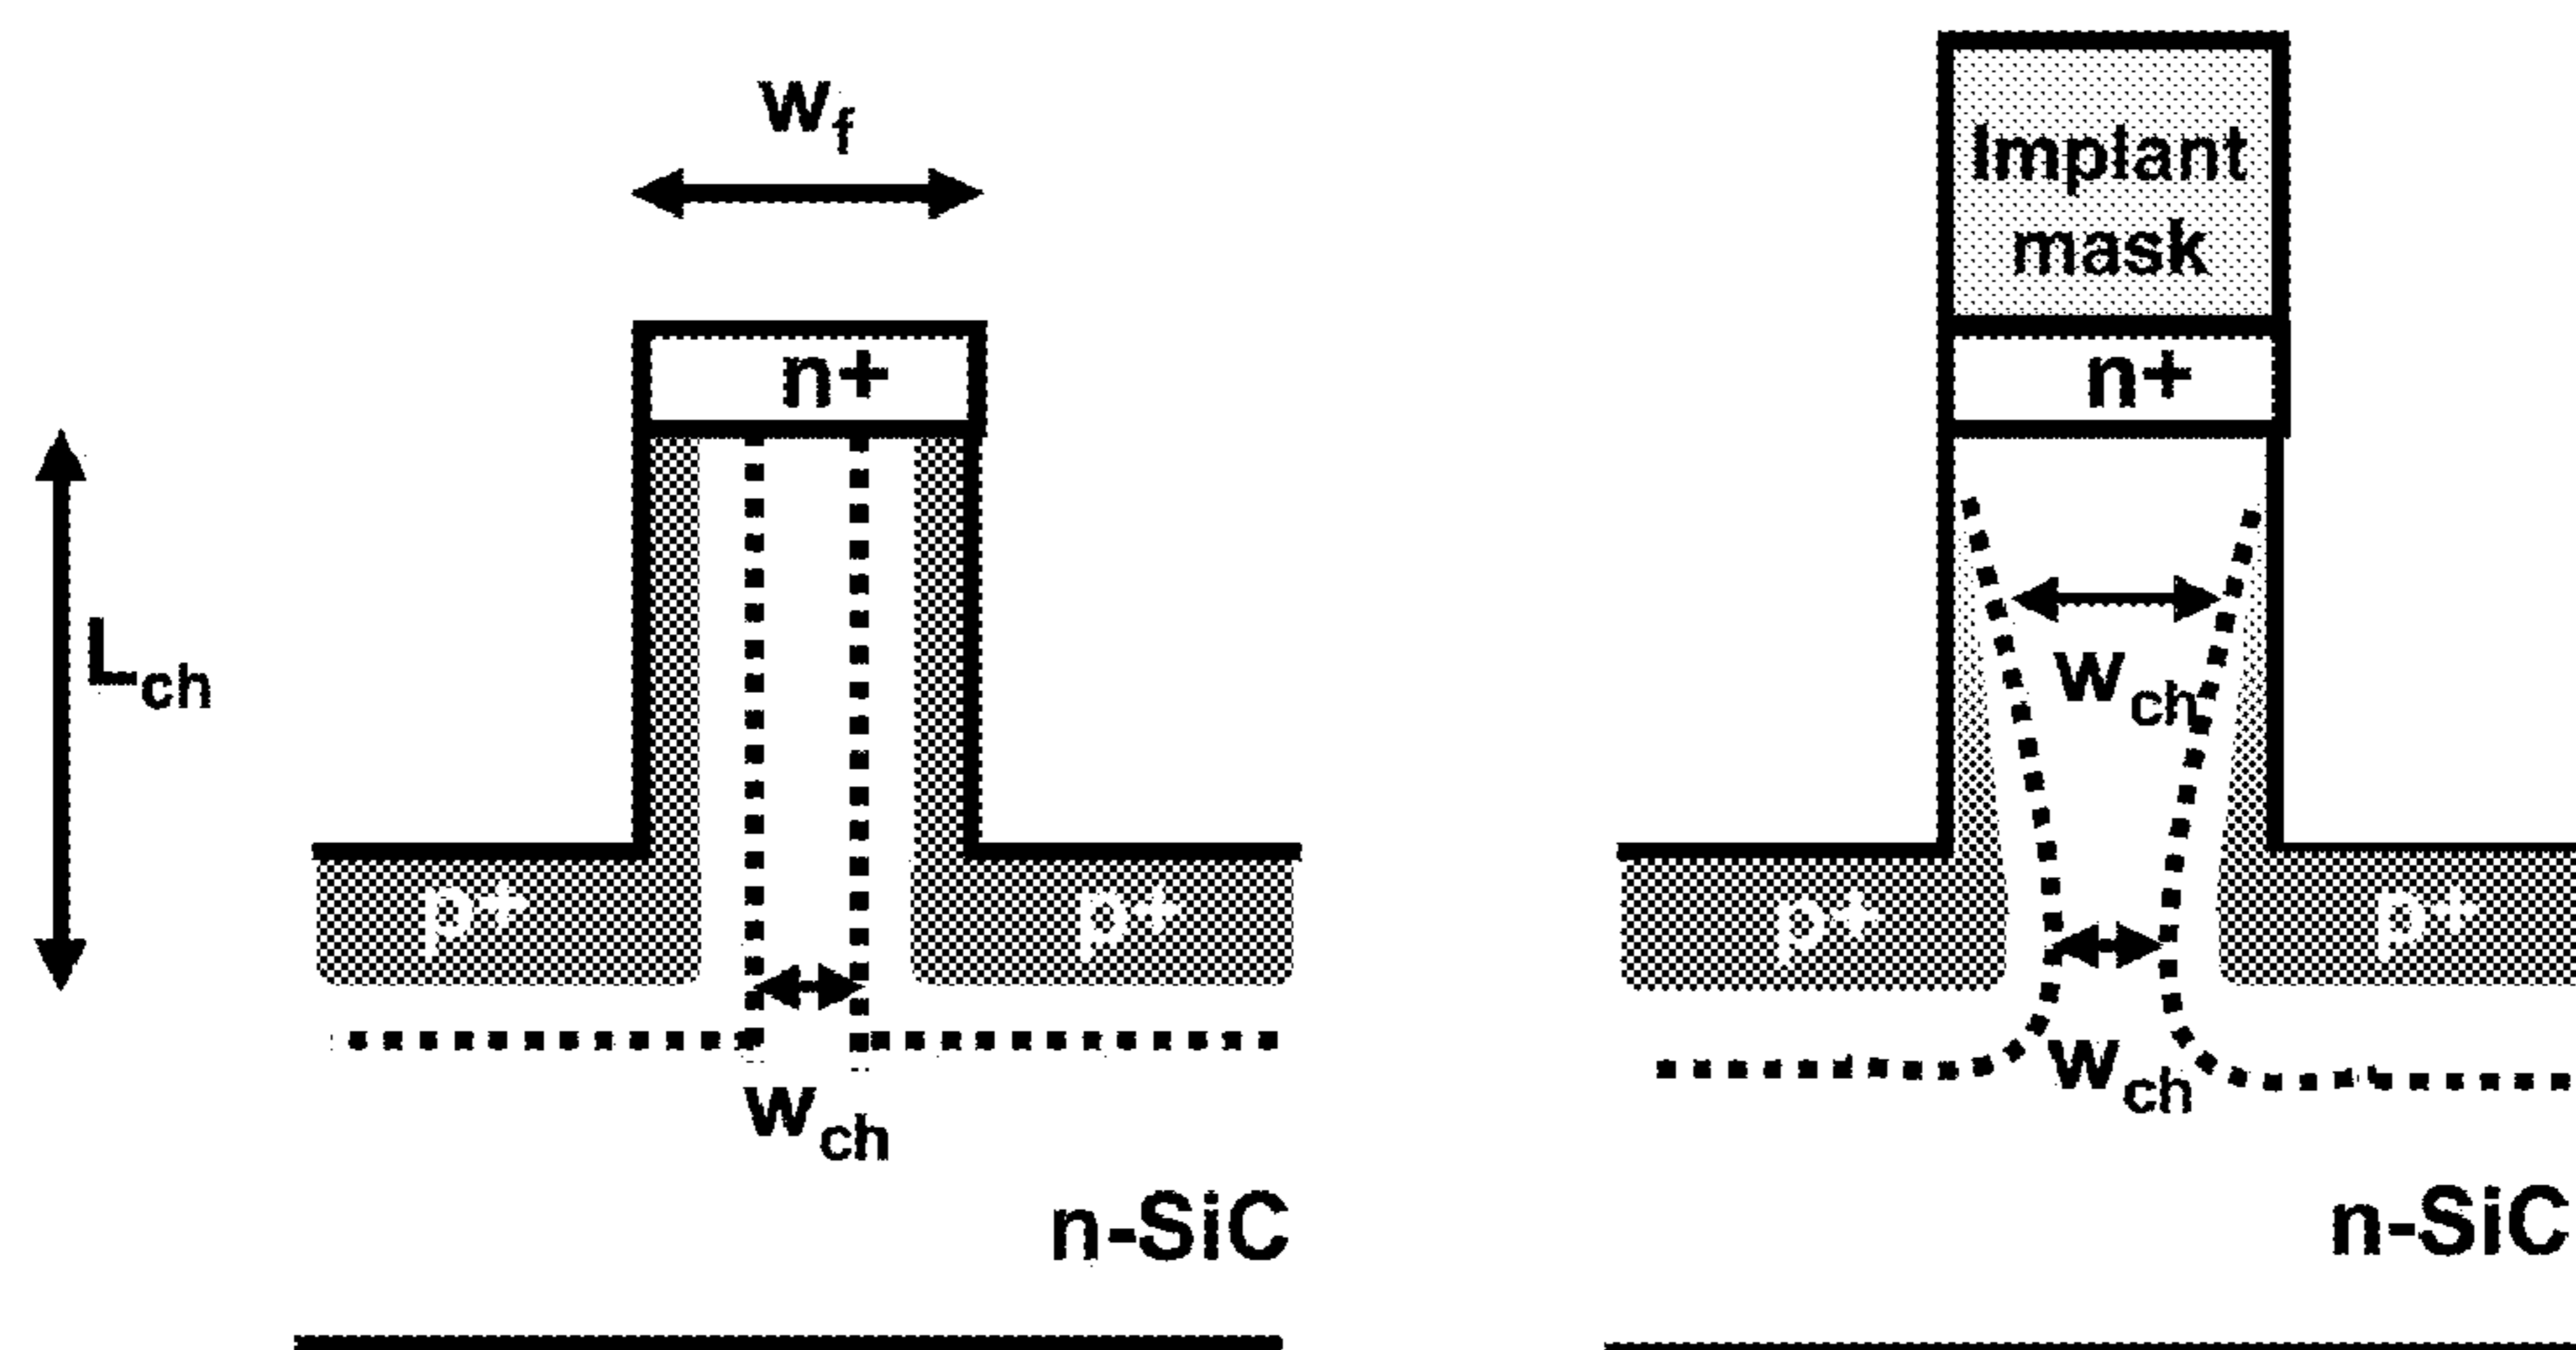 Wf
n+
Lch
p+
p+
Wch
n-SiC
Implant
mask
n+
Wch
p+
p+
Wch
n-SiC